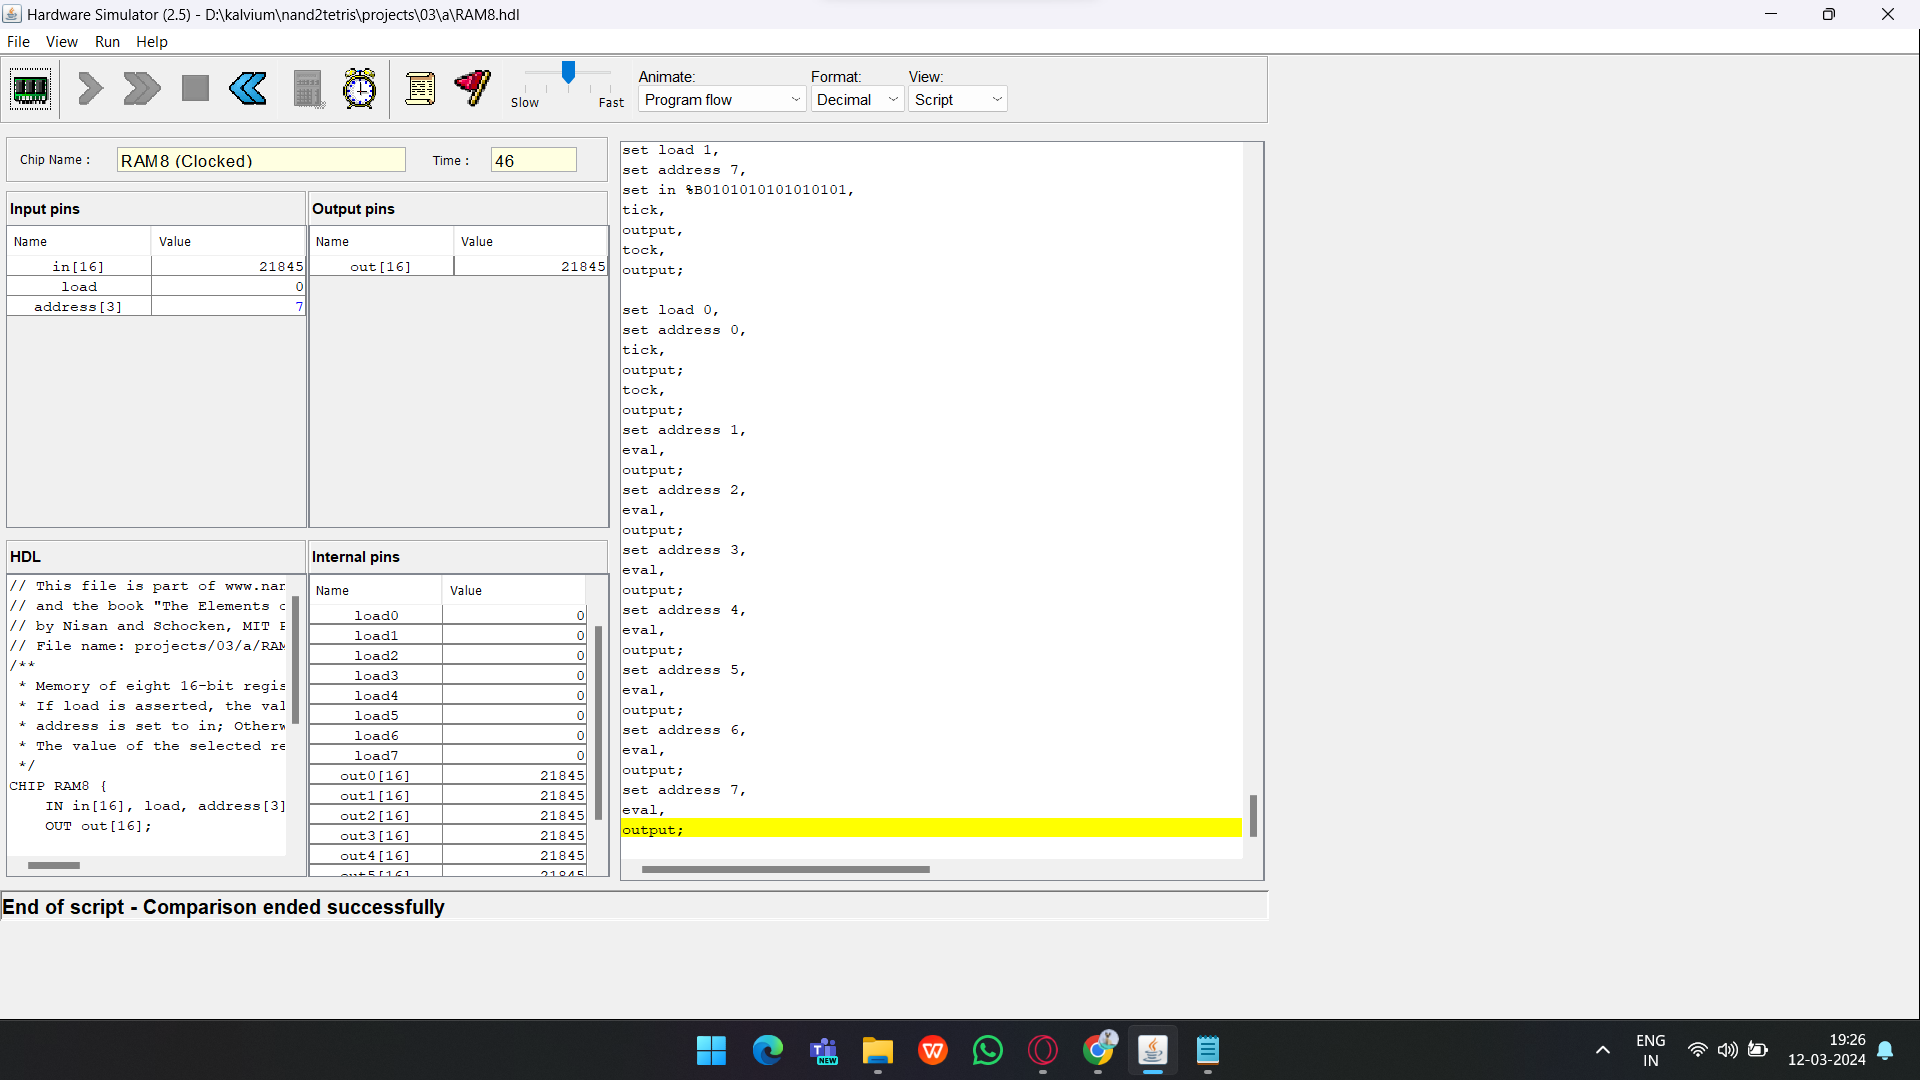 Hardware Simulator (2.5) - D:\kalvium\nand2tetris\projects\03\a\RAM8.hdl
File View Run Help
Slow Fast
Animate:
Program flow
Format:
Decimal
View:
Script
Chip Name :
RAM8 (Clocked)
Time :
46
Input pins
Name Value
in[16] 21845
load 0
address[3] 7
Output pins
Name Value
out[16] 21845
HDL
// This file is part of www.nan
// and the book "The Elements o
// by Nisan and Schocken, MIT P
// File name: projects/03/a/RAM
/**
* Memory of eight 16-bit regis
* If load is asserted, the val
* address is set to in; Otherw
* The value of the selected re
*/
CHIP RAM8 {
IN in[16], load, address[3]
OUT out[16];
Internal pins
Name Value
load0 0
load1 0
load2 0
load3 0
load4 0
load5 0
load6 0
load7 0
out0[16] 21845
out1[16] 21845
out2[16] 21845
out3[16] 21845
out4[16] 21845
out5[16] 21845
set load 1,
set address 7,
set in %B0101010101010101,
tick,
output,
tock,
output;
set load 0,
set address 0,
tick,
output;
tock,
output;
set address 1,
eval,
output;
set address 2,
eval,
output;
set address 3,
eval,
output;
set address 4,
eval,
output;
set address 5,
eval,
output;
set address 6,
eval,
output;
set address 7,
eval,
output;
End of script - Comparison ended successfully
NEW
ENG
IN
19:26
12-03-2024